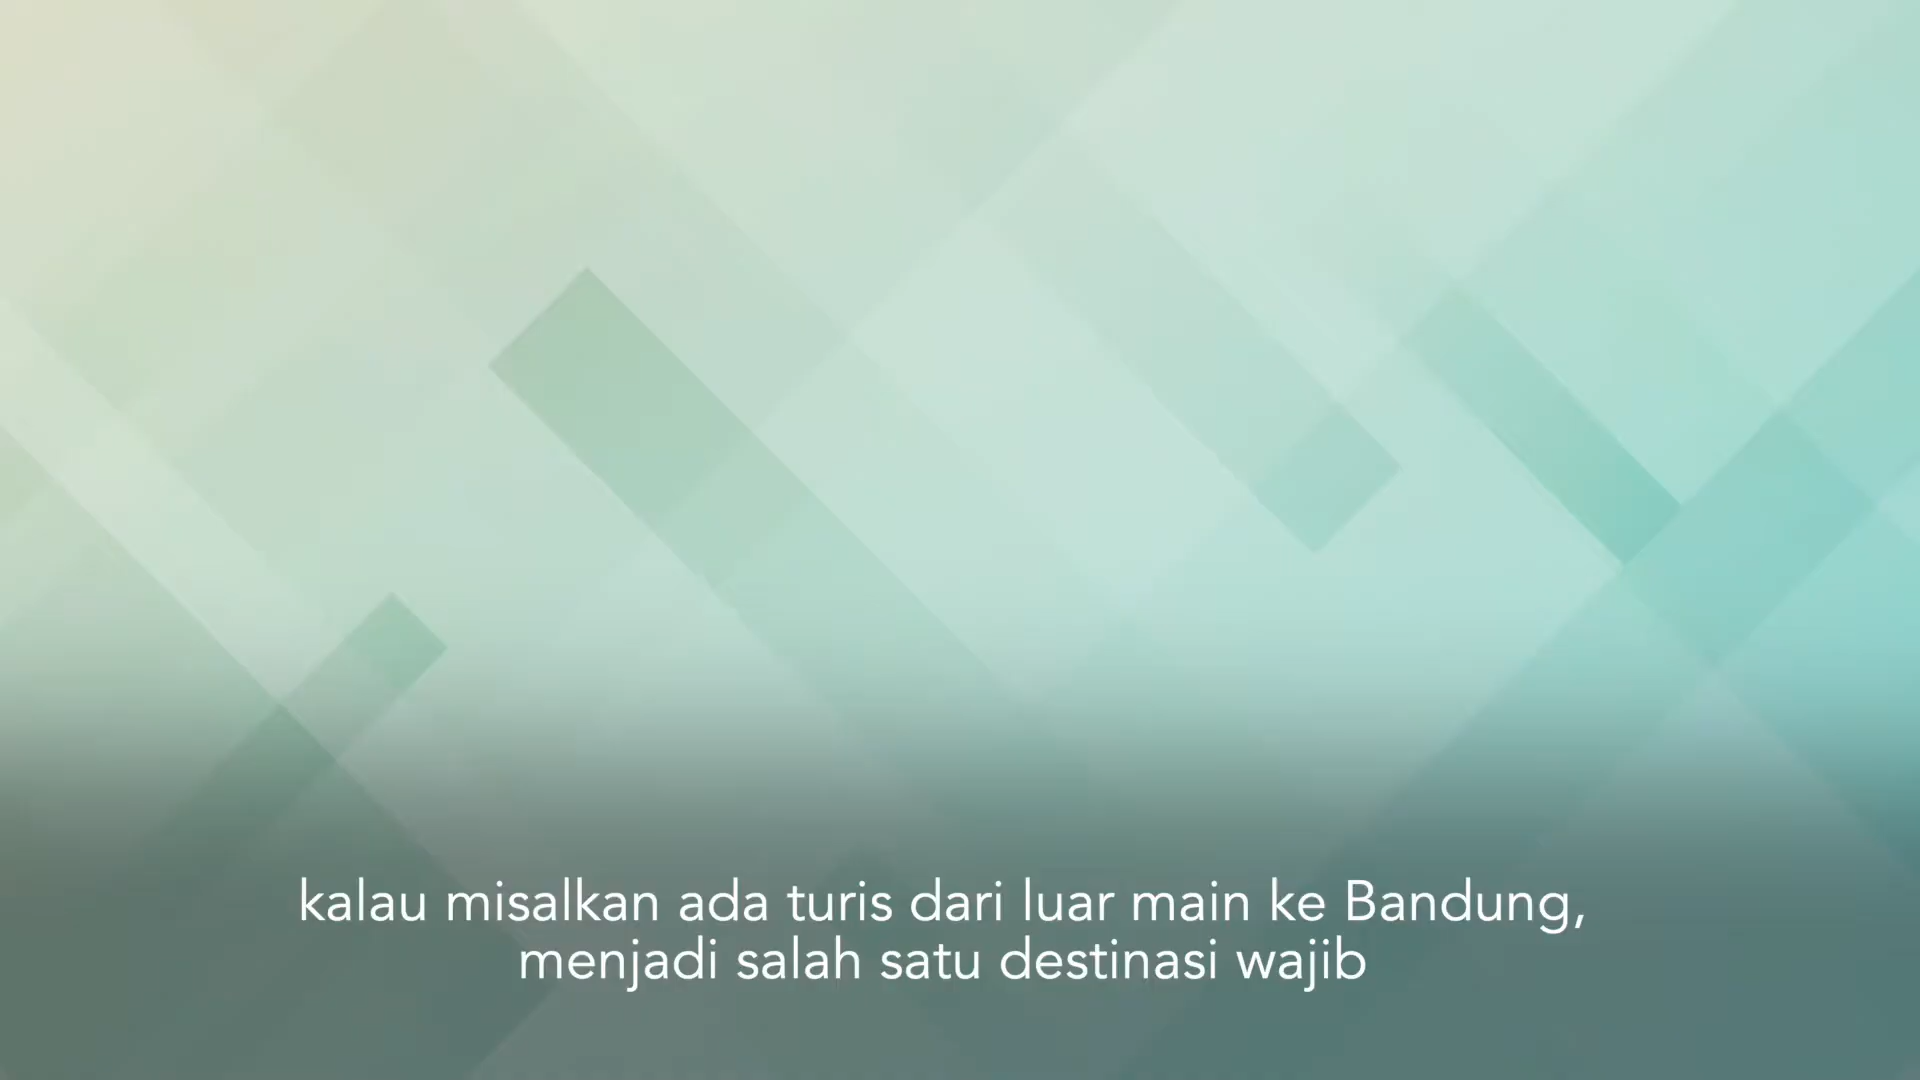 kalau misalkan ada turis dari luar main ke Bandung,
menjadi salah satu destinasi wajib